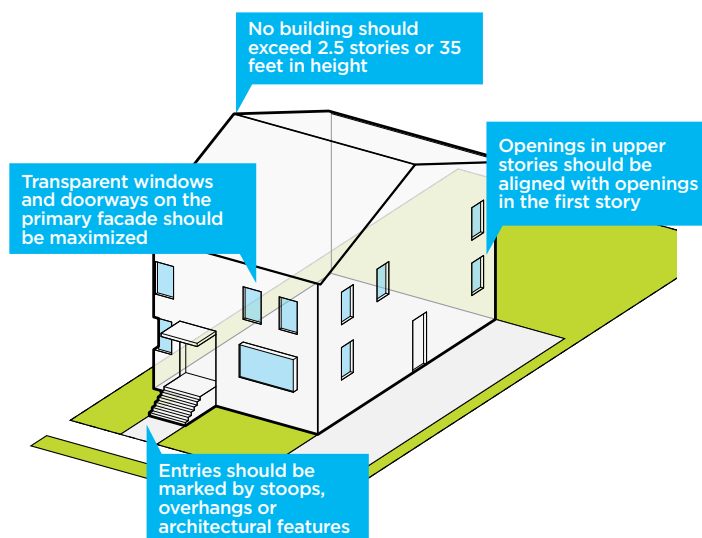 No building should
exceed 2.5 stories or 35
feet in height
Openings in upper
stories should be
aligned with openings
in the first story
Transparent windows
and doorways on the
primary facade should
be maximized
Entries should be
marked by stoops,
overhangs or
architectural features